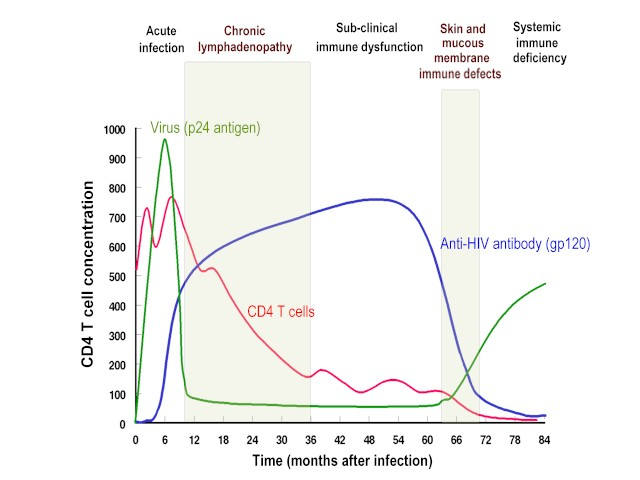 Acute
infection
Chronic
lymphadenopathy
Sub-clinical
immune dysfunction
Skin and
mucous
membrane
immune defects
Systemic
immune
deficiency
Virus (p24 antigen)
Anti-HIV antibody (gp120)
CD4 T cells
CD4 T cell concentration
1000
900
800
700
600
500
400
300
200
100
0
0 6 12 18 24 30 36 42 48 54 60 66 72 78 84
Time (months after infection)